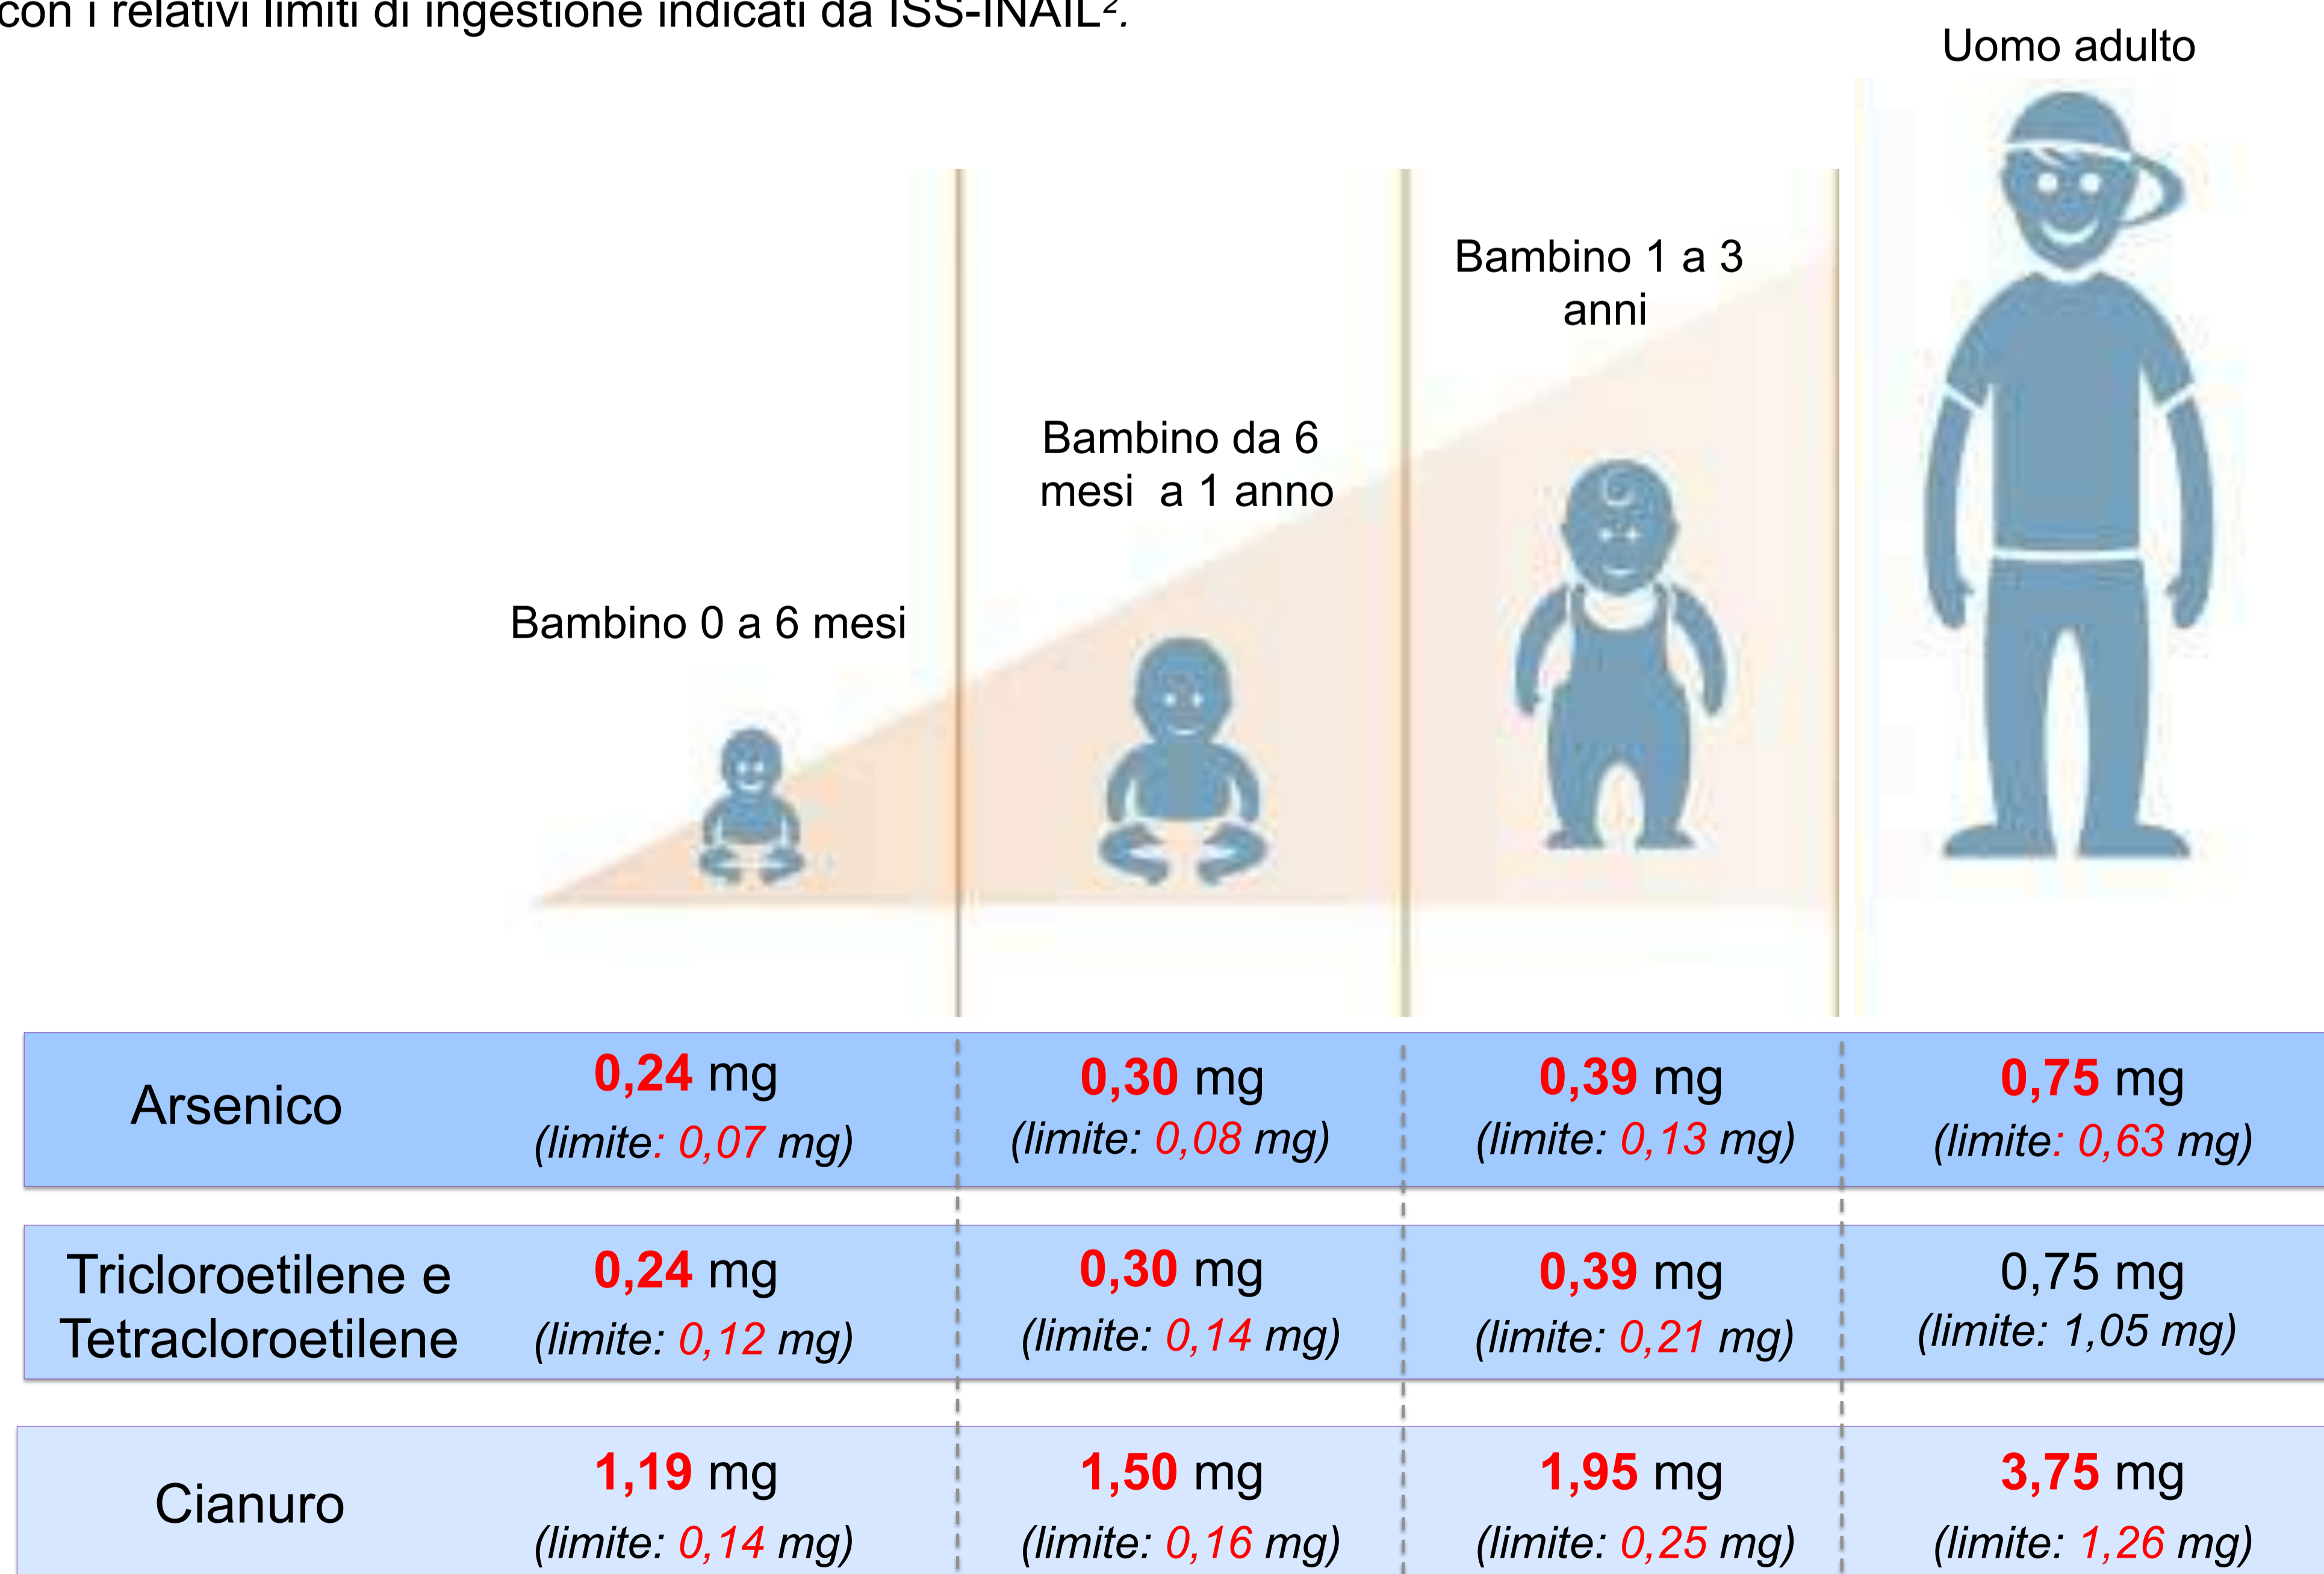 con i relativi limiti di ingestione indicati da ISS-INAIL².
Uomo adulto
Bambino 1 a 3
anni
Bambino da 6
mesi a 1 anno
Bambino 0 a 6 mesi
Arsenico
0,24 mg
(limite: 0,07 mg)
0,30 mg
(limite: 0,08 mg)
0,39 mg
(limite: 0,13 mg)
0,75 mg
(limite: 0,63 mg)
Tricloroetilene e
Tetracloroetilene
0,24 mg
(limite: 0,12 mg)
0,30 mg
(limite: 0,14 mg)
0,39 mg
(limite: 0,21 mg)
0,75 mg
(limite: 1,05 mg)
Cianuro
1,19 mg
(limite: 0,14 mg)
1,50 mg
(limite: 0,16 mg)
1,95 mg
(limite: 0,25 mg)
3,75 mg
(limite: 1,26 mg)